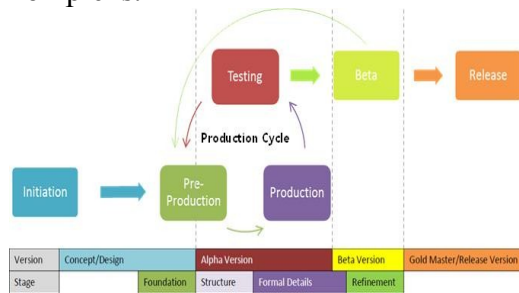 Testing
Beta
Release
Production Cycle
Initiation
Pre-
Production
Production
Version Concept/Design Alpha Version Beta Version Gold Master/Release Version
Stage Foundation Structure Formal Details Refinement